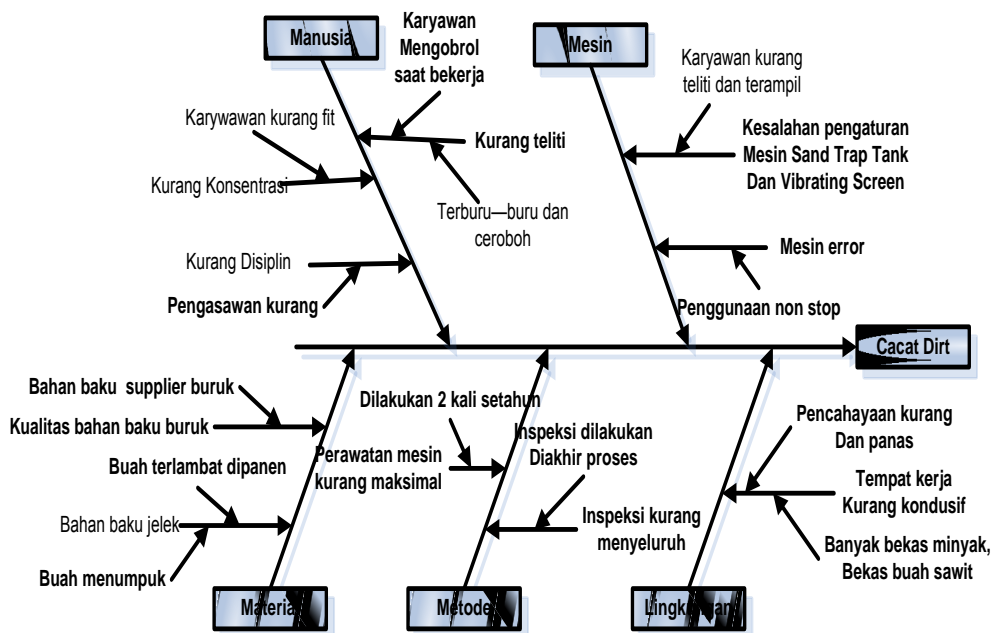 Manusia
Karyawan
Mengobrol
saat bekerja
Karywawan kurang fit
Kurang teliti
Kurang Konsentrasi
Terburu—buru dan
ceroboh
Kurang Disiplin
Pengasawan kurang
Mesin
Karyawan kurang
teliti dan terampil
Kesalahan pengaturan
Mesin Sand Trap Tank
Dan Vibrating Screen
Mesin error
Penggunaan non stop
Cacat Dirt
Bahan baku supplier buruk
Kualitas bahan baku buruk
Buah terlambat dipanen
Bahan baku jelek
Buah menumpuk
Material
Dilakukan 2 kali setahun
Perawatan mesin
kurang maksimal
Inspeksi dilakukan
Diakhir proses
Inspeksi kurang
menyeluruh
Metode
Pencahayaan kurang
Dan panas
Tempat kerja
Kurang kondusif
Banyak bekas minyak,
Bekas buah sawit
Lingkungan